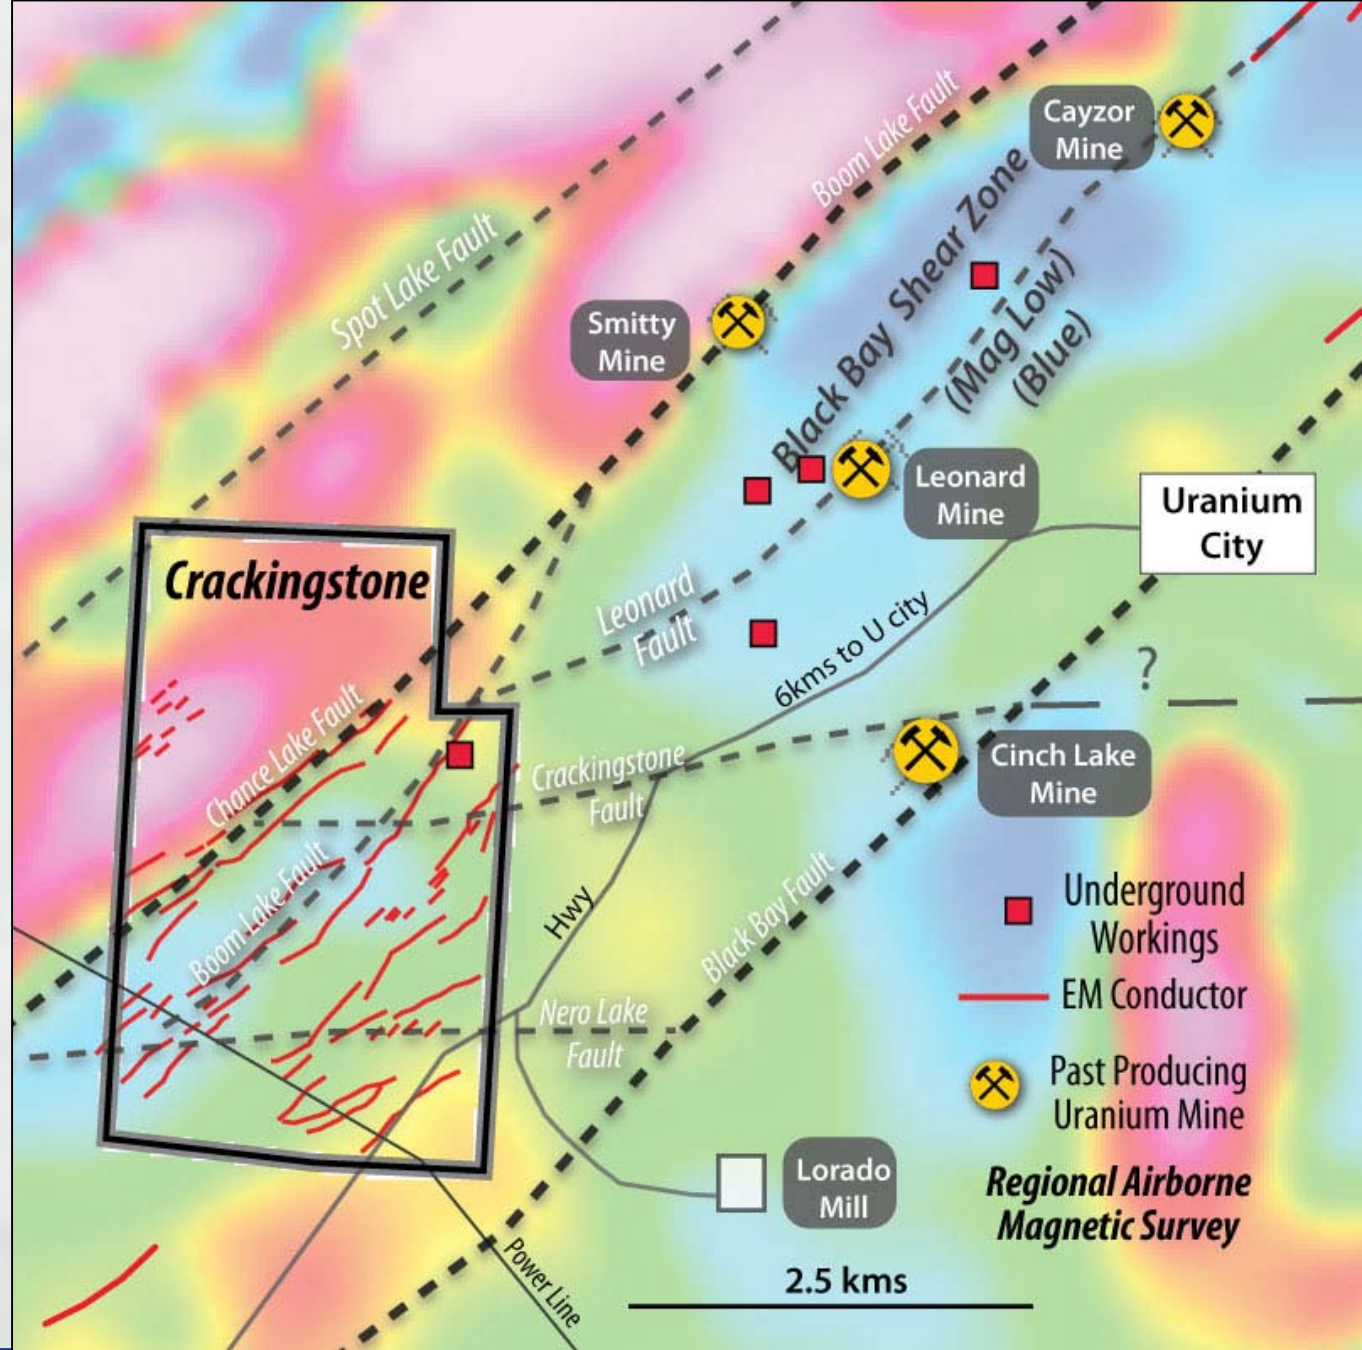 Cayzor
Mine
Boom Lake Fault
Black Bay Shear Zone
(Mag Low)
(Blue)
Spot Lake Fault
Smitty
Mine
Leonard
Mine
Uranium
City
Crackingstone
Leonard
Fault
6kms to U city
?
Chance Lake Fault
Crackingstone
Fault
Cinch Lake
Mine
Boom Lake Fault
Hwy
Black Bay Fault
Underground
Workings
EM Conductor
Nero Lake
Fault
Past Producing
Uranium Mine
Lorado
Mill
Regional Airborne
Magnetic Survey
Power Line
2.5 kms